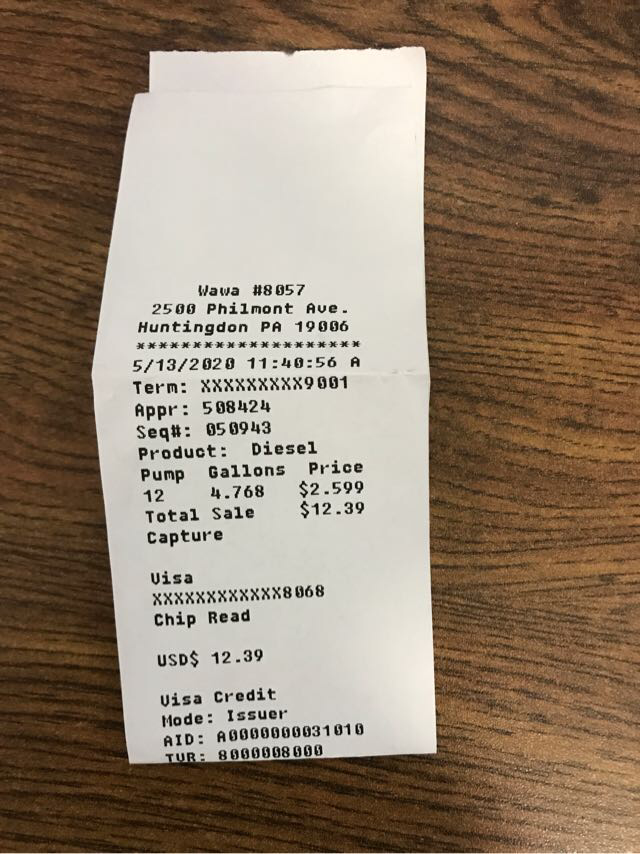 Wawa #8057
2500 Philmont Ave.
Huntingdon PA 19006
********************
5/13/2020 11:40:56 A
Term: XXXXXXXXX9001
Appr: 508424
Seq#: 050943
Product: Diesel
Pump Gallons Price
12 4.768 $2.599
Total Sale $12.39
Capture
Visa
XXXXXXXXXXXX8068
Chip Read
USD$ 12.39
Visa Credit
Mode: Issuer
AID: A0000000031010
TVR: 8000008000